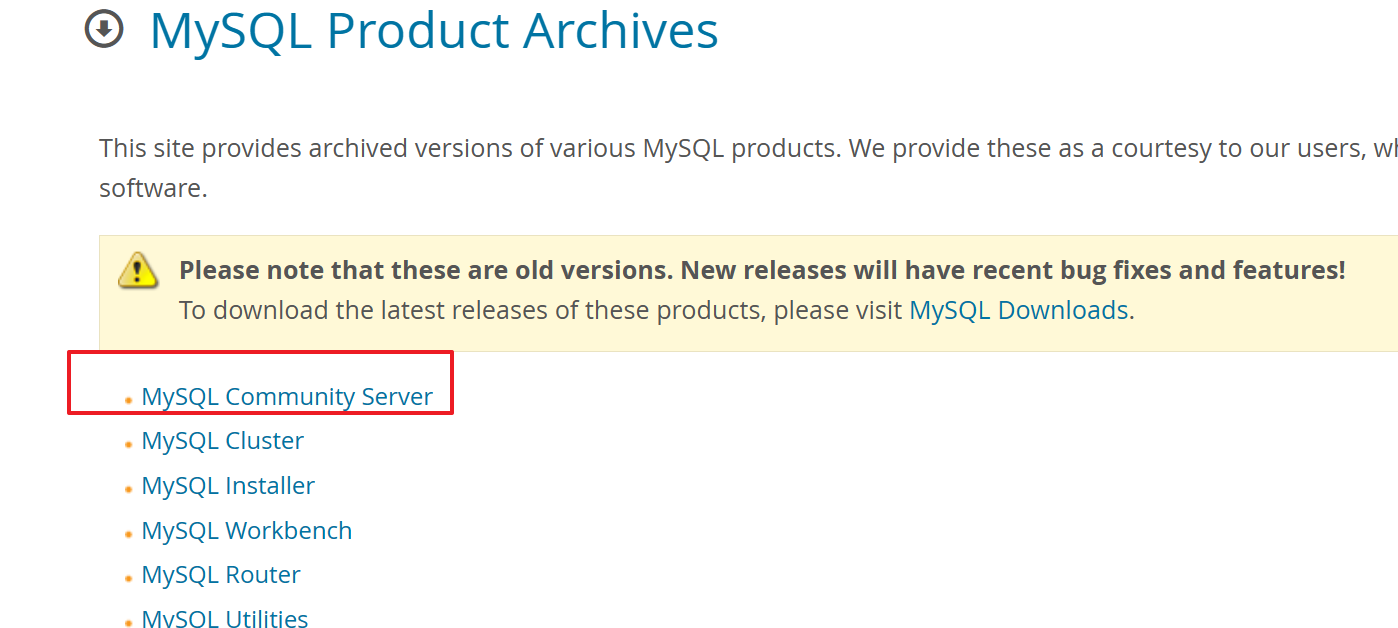 MySQL Product Archives
This site provides archived versions of various MySQL products. We provide these as a courtesy to our users, wh
software.
Please note that these are old versions. New releases will have recent bug fixes and features!
To download the latest releases of these products, please visit MySQL Downloads.
MySQL Community Server
MySQL Cluster
MySQL Installer
MySQL Workbench
MySQL Router
MySQL Utilities